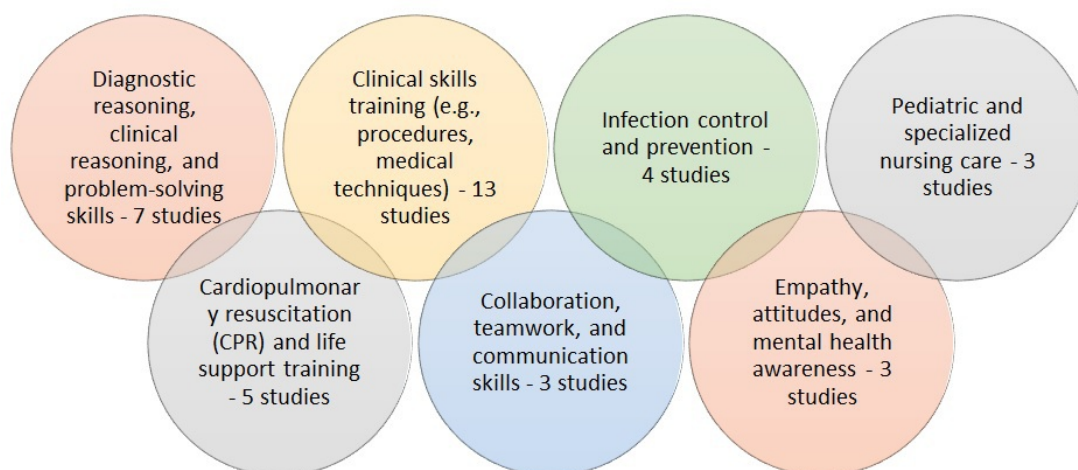 Diagnostic
reasoning,
clinical
reasoning, and
problem-solving
skills - 7 studies
Clinical skills
training (e.g.,
procedures,
medical
techniques) - 13
studies
Infection control
and prevention -
4 studies
Pediatric and
specialized
nursing care - 3
studies
Cardiopulmonar
y resuscitation
(CPR) and life
support training
- 5 studies
Collaboration,
teamwork, and
communication
skills - 3 studies
Empathy,
attitudes, and
mental health
awareness - 3
studies